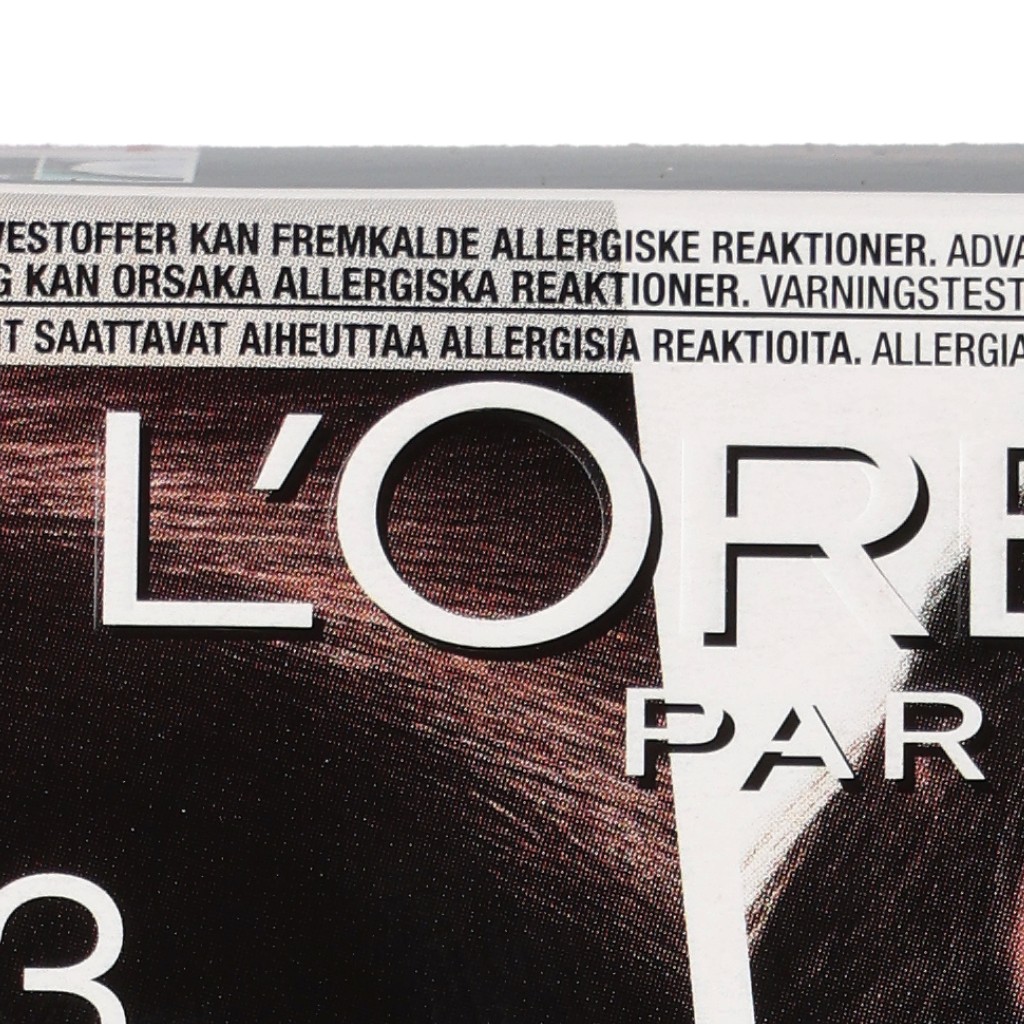 VESTOFFER KAN FREMKALDE ALLERGISKE REAKTIONER. ADVA
G KAN ORSAKA ALLERGISKA REAKTIONER. VARNINGSTEST
T SAATTAVAT AIHEUTTAA ALLERGISIA REAKTIOITA. ALLERGIA
L'ORE
PAR
3